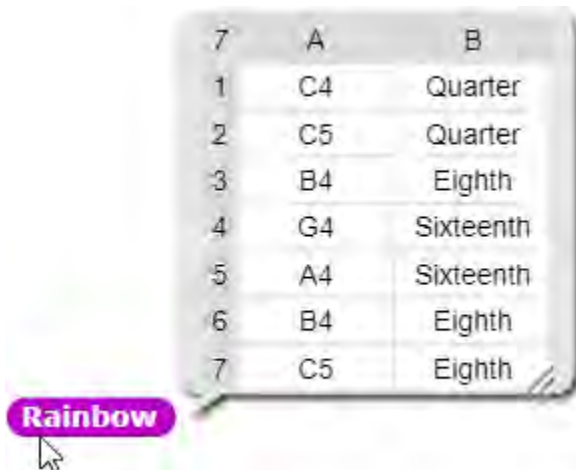 7 A B
1 C4 Quarter
2 C5 Quarter
3 B4 Eighth
4 G4 Sixteenth
5 A4 Sixteenth
6 B4 Eighth
7 C5 Eighth
Rainbow